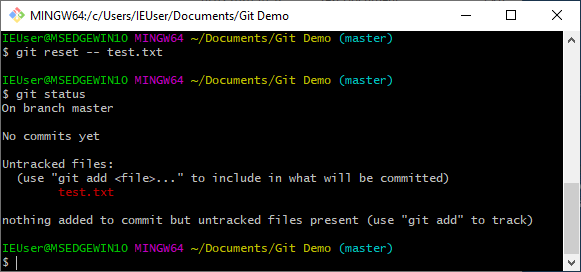 MINGW64:/c/Users/IEUser/Documents/Git Demo
IEUser@MSEDGEWIN10 MINGW64 ~/Documents/Git Demo (master)
$ git reset -- test.txt
IEUser@MSEDGEWIN10 MINGW64 ~/Documents/Git Demo (master)
$ git status
On branch master
No commits yet
Untracked files:
  (use "git add <file>..." to include in what will be committed)
        test.txt
nothing added to commit but untracked files present (use "git add" to track)
IEUser@MSEDGEWIN10 MINGW64 ~/Documents/Git Demo (master)
$